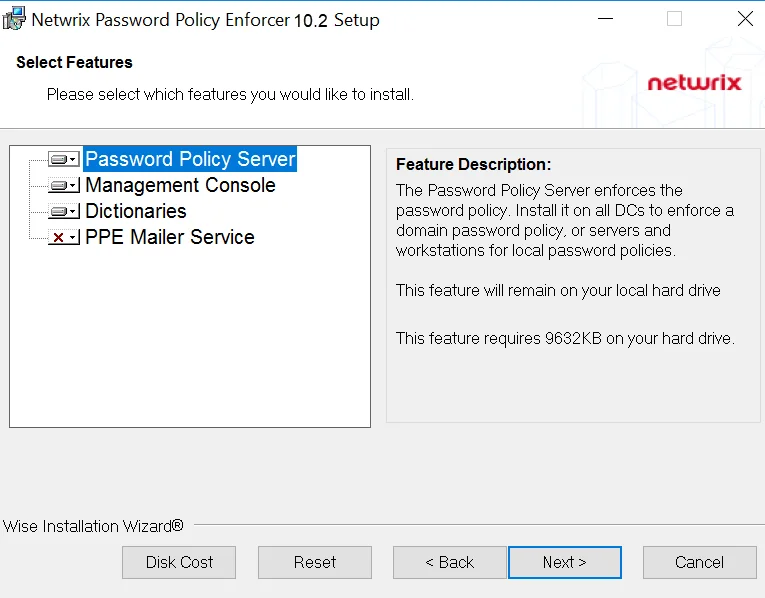 Netwrix Password Policy Enforcer 10.2 Setup
Select Features
Please select which features you would like to install.
netwrix
Password Policy Server
Management Console
Dictionaries
PPE Mailer Service
Feature Description:
The Password Policy Server enforces the
password policy. Install it on all DCs to enforce a
domain password policy, or servers and
workstations for local password policies.
This feature will remain on your local hard drive
This feature requires 9632KB on your hard drive.
Wise Installation Wizard®
Disk Cost
Reset
< Back
Next >
Cancel